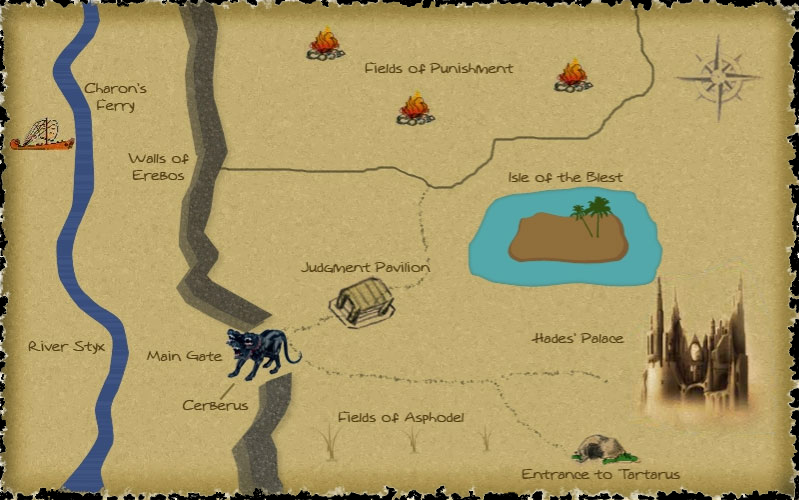 Fields of Punishment
Charon's
Ferry
Walls of
Erebos
Isle of the Blest
Judgment Pavilion
River Styx
Main Gate
Hades' Palace
Cerberus
Fields of Asphodel
Entrance to Tartarus